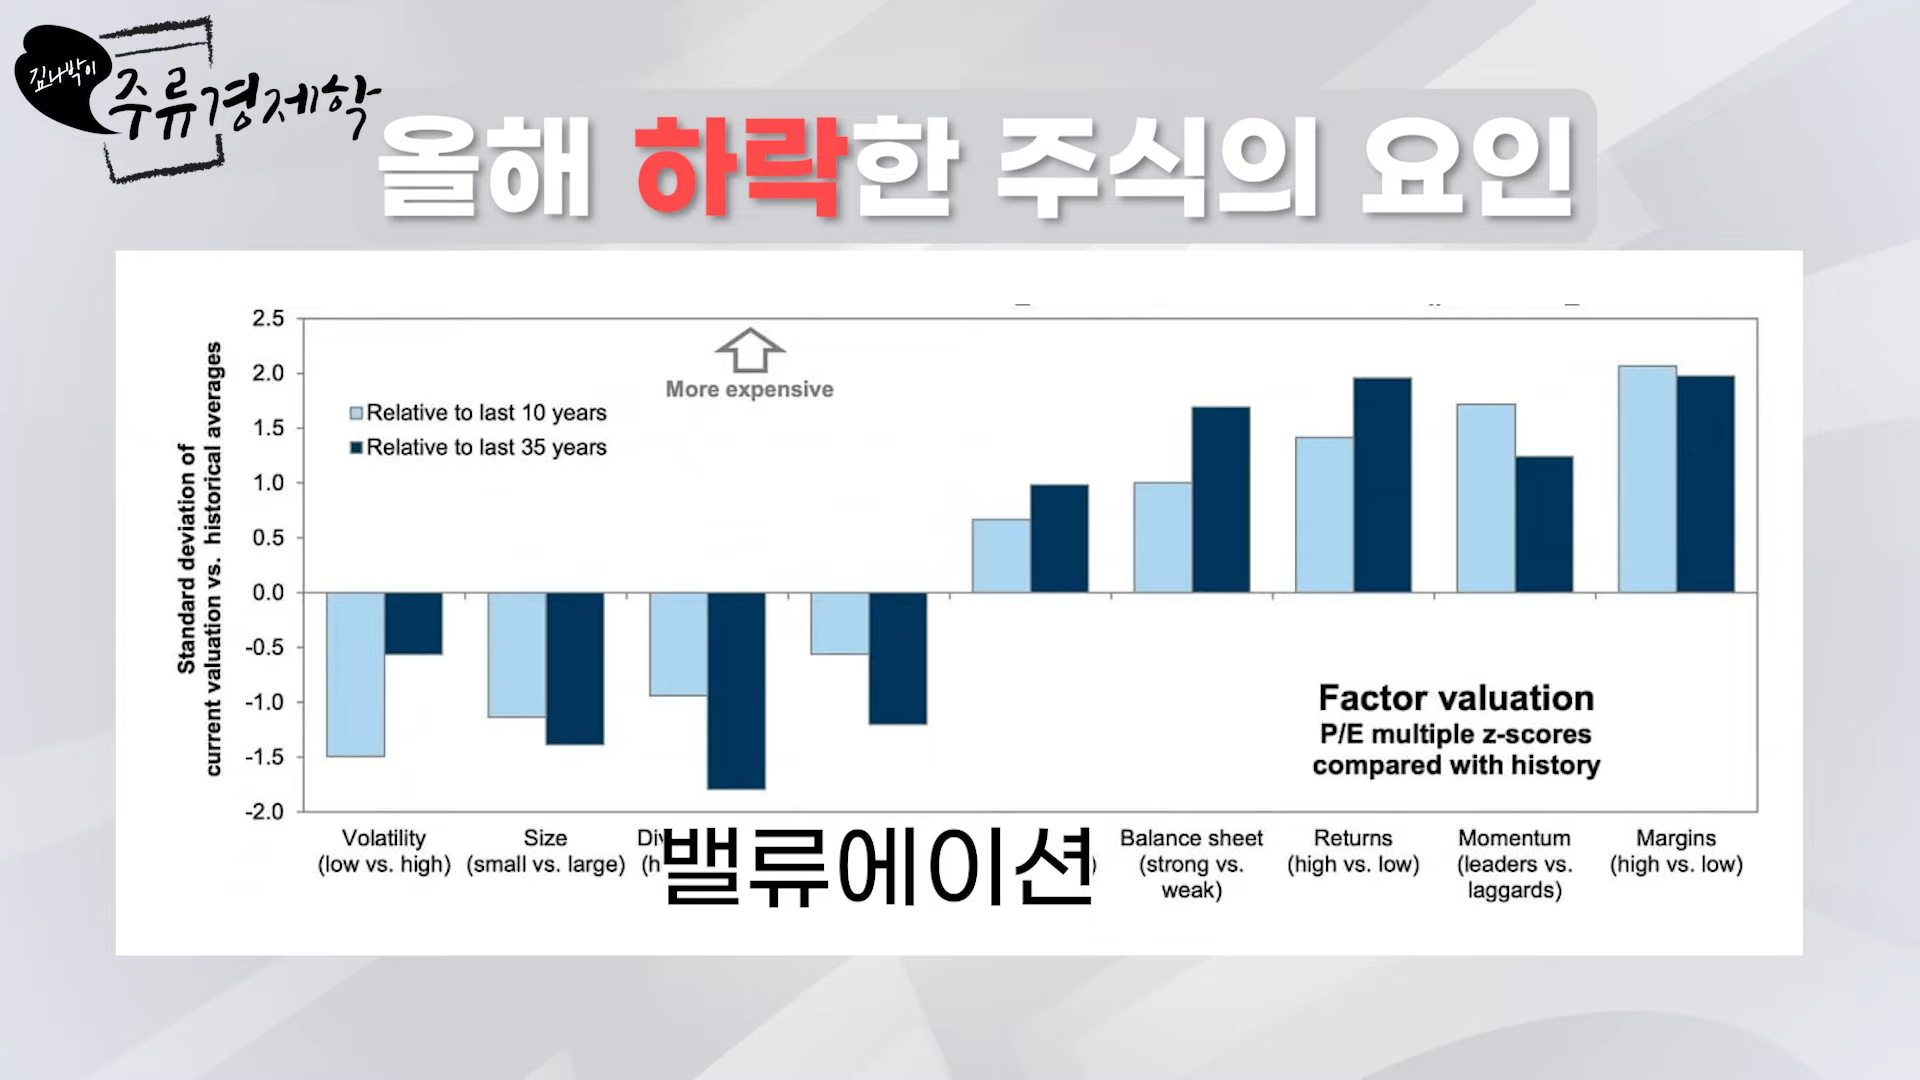 김나박이
주류경제학
올해 하락한 주식의 요인
2.5
2.0
1.5
1.0
0.5
0.0
-0.5
-1.0
-1.5
-2.0
Standard deviation of
current valuation vs. historical averages
More expensive
Relative to last 10 years
Relative to last 35 years
Factor valuation
P/E multiple z-scores
compared with history
Volatility
(low vs. high)
Size
(small vs. large)
밸류에이션
Balance sheet
(strong vs.
weak)
Returns
(high vs. low)
Momentum
(leaders vs.
laggards)
Margins
(high vs. low)